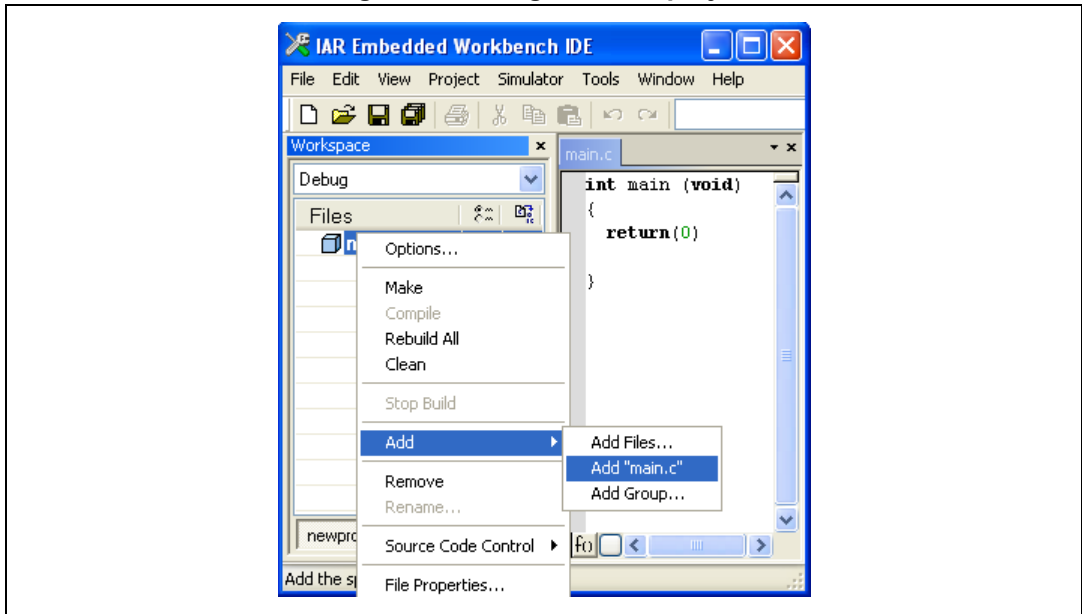 IAR Embedded Workbench IDE
File Edit View Project Simulator Tools Window Help
Workspace
main.c
Debug
Files
int main (void)
{
return(0)
}
Options...
Make
Compile
Rebuild All
Clean
Stop Build
Add
Add Files...
Add "main.c"
Add Group...
Remove
Rename...
Source Code Control
File Properties...
newpro
f()
Add the s